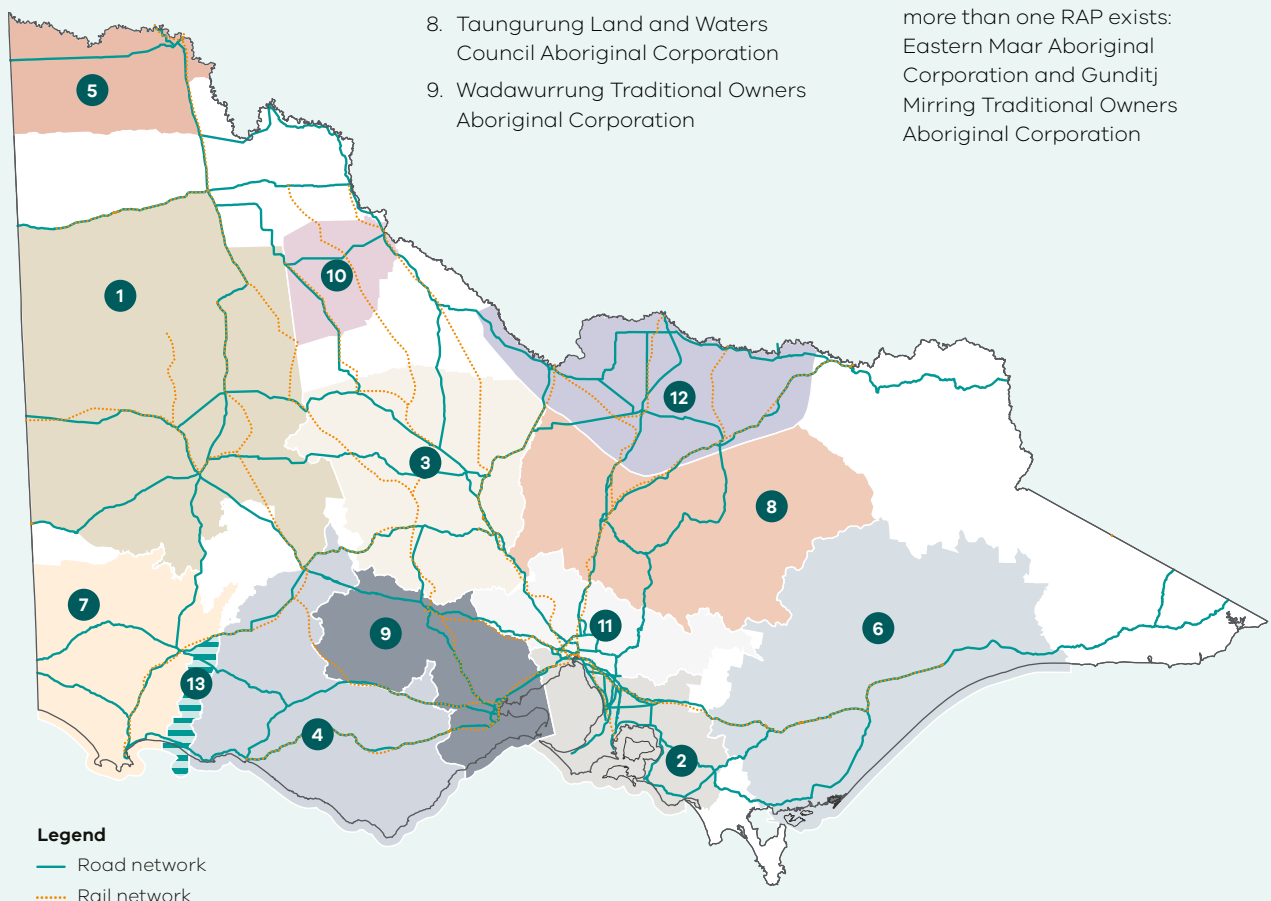 8. Taungurung Land and Waters
Council Aboriginal Corporation
9. Wadawurrung Traditional Owners
Aboriginal Corporation
more than one RAP exists:
Eastern Maar Aboriginal
Corporation and Gunditj
Mirring Traditional Owners
Aboriginal Corporation
5
1
10
12
3
8
7
11
9
6
13
4
2
Legend
Road network
Rail network